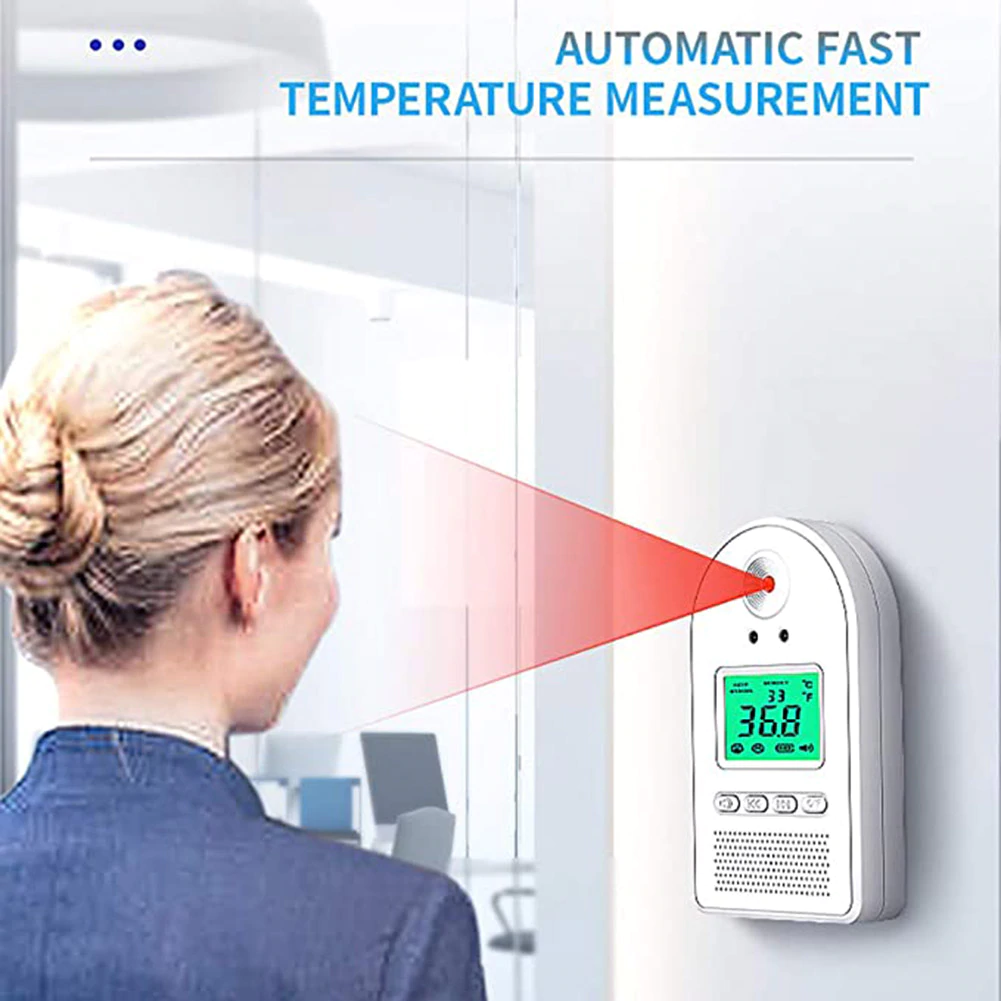 AUTOMATIC FAST
TEMPERATURE MEASUREMENT
°C
33 °F
36.8